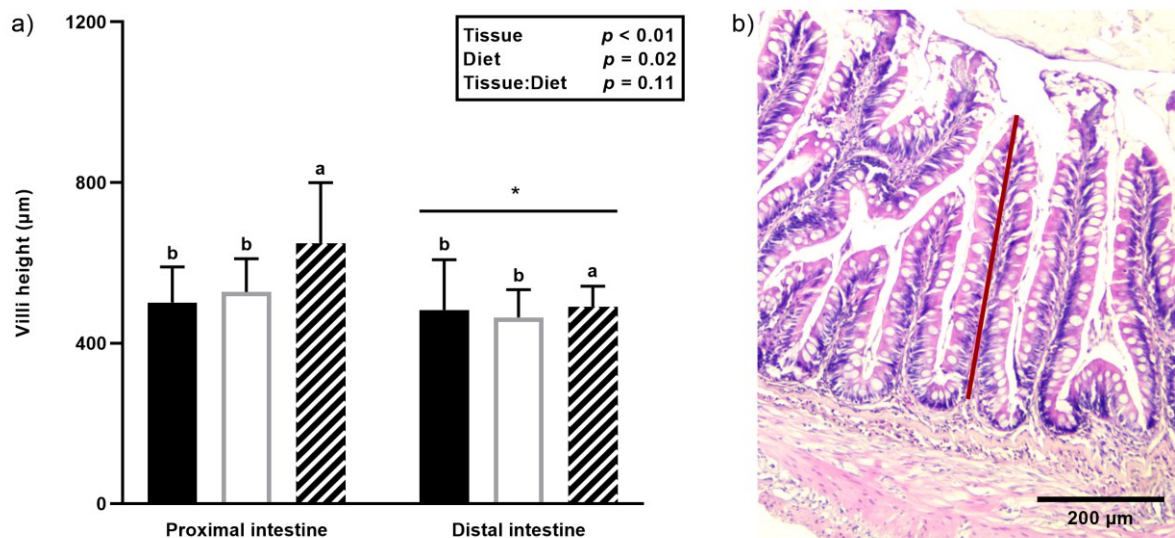 a)
1200
800
400
0
Villi height (µm)
Tissue p < 0.01
Diet p = 0.02
Tissue:Diet p = 0.11
b b a
*
b b a
Proximal intestine Distal intestine
b)
200 µm